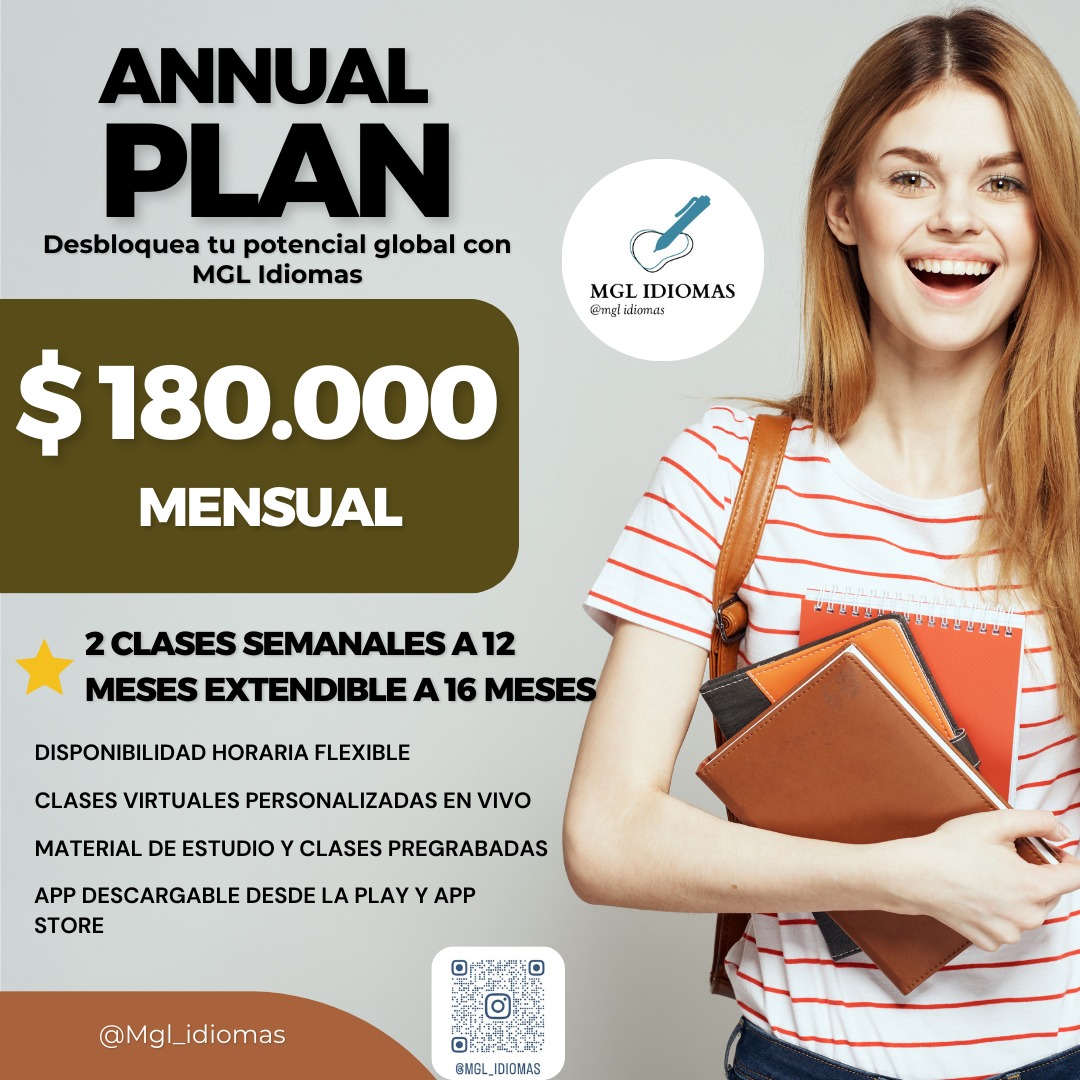 ANNUAL
PLAN
Desbloquea tu potencial global con
MGL Idiomas
MGL IDIOMAS
@mgl idiomas
$ 180.000
MENSUAL
2 CLASES SEMANALES A 12
MESES EXTENDIBLE A 16 MESES
DISPONIBILIDAD HORARIA FLEXIBLE
CLASES VIRTUALES PERSONALIZADAS EN VIVO
MATERIAL DE ESTUDIO Y CLASES PREGRABADAS
APP DESCARGABLE DESDE LA PLAY Y APP
STORE
@Mgl_idiomas
@MGL_IDIOMAS